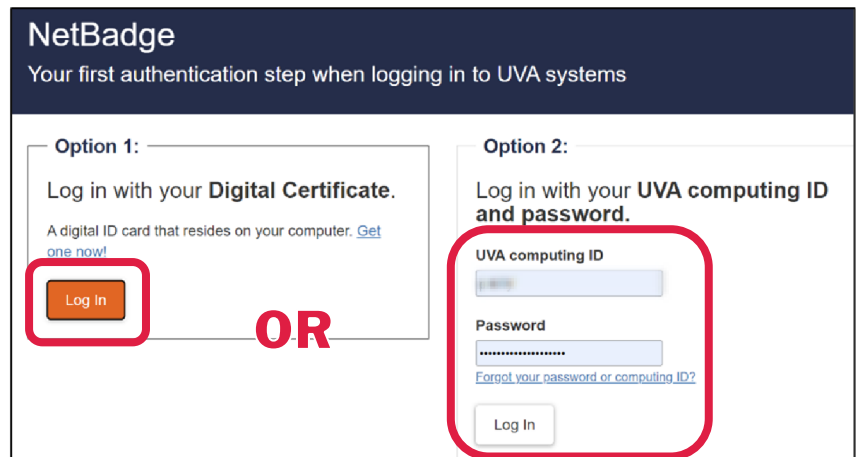 NetBadge
Your first authentication step when logging in to UVA systems
Option 1:
Log in with your Digital Certificate.
A digital ID card that resides on your computer. Get
one now!
Log In
OR
Option 2:
Log in with your UVA computing ID
and password.
UVA computing ID
Password
••••••••••••••••••••
Forgot your password or computing ID?
Log In